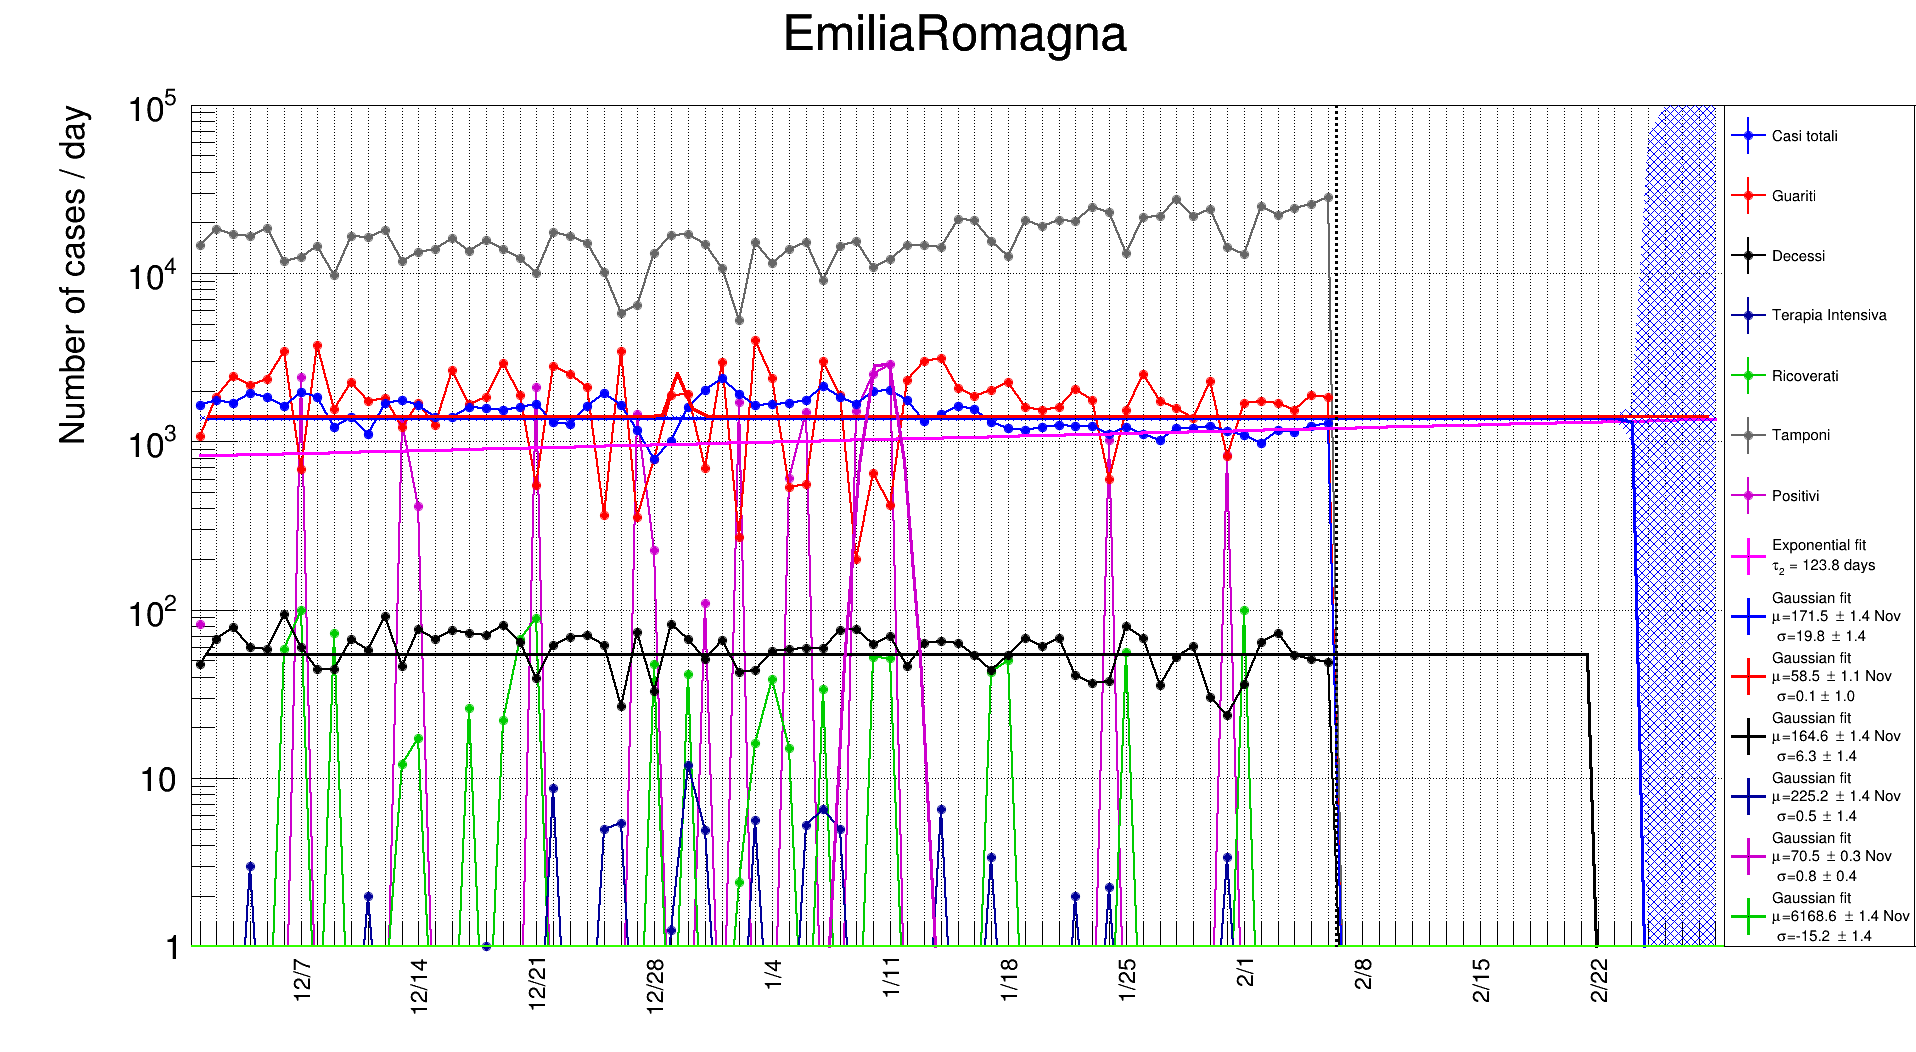 EmiliaRomagna
Number of cases / day
10^5
10^4
10^3
10^2
10
1
12/7
12/14
12/21
12/28
1/4
1/11
1/18
1/25
2/1
2/8
2/15
2/22
Casi totali
Guariti
Decessi
Terapia Intensiva
Ricoverati
Tamponi
Positivi
Exponential fit
τ₂ = 123.8 days
Gaussian fit
μ=171.5 ± 1.4 Nov
σ=19.8 ± 1.4
Gaussian fit
μ=58.5 ± 1.1 Nov
σ=0.1 ± 1.0
Gaussian fit
μ=164.6 ± 1.4 Nov
σ=6.3 ± 1.4
Gaussian fit
μ=225.2 ± 1.4 Nov
σ=0.5 ± 1.4
Gaussian fit
μ=70.5 ± 0.3 Nov
σ=0.8 ± 0.4
Gaussian fit
μ=6168.6 ± 1.4 Nov
σ=-15.2 ± 1.4